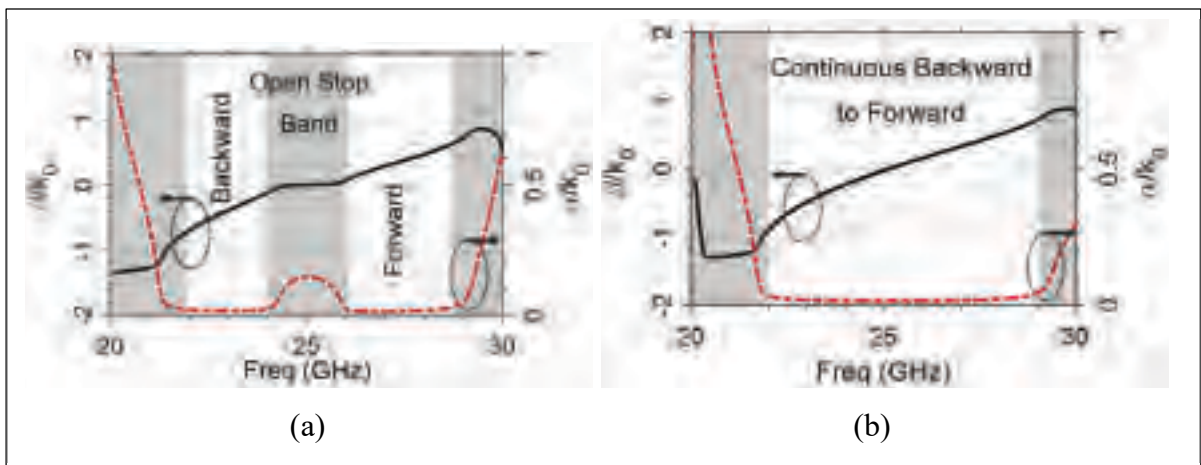 2
1
0
-1
-2
β/k₀
Open Stop
Band
Backward
Forward
1
0.5
0
α/k₀
20
25
30
Freq (GHz)
(a)
2
1
0
-1
-2
β/k₀
Continuous Backward
to Forward
1
0.5
0
α/k₀
20
25
30
Freq (GHz)
(b)